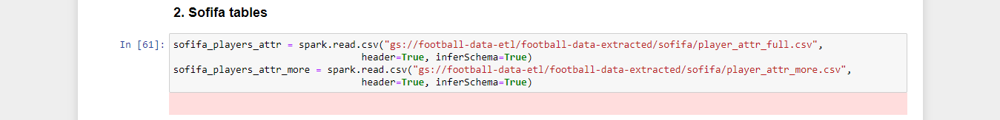 2. Sofifa tables
In [61]: sofifa_players_attr = spark.read.csv("gs://football-data-etl/football-data-extracted/sofifa/player_attr_full.csv",
header=True, inferSchema=True)
sofifa_players_attr_more = spark.read.csv("gs://football-data-etl/football-data-extracted/sofifa/player_attr_more.csv",
header=True, inferSchema=True)